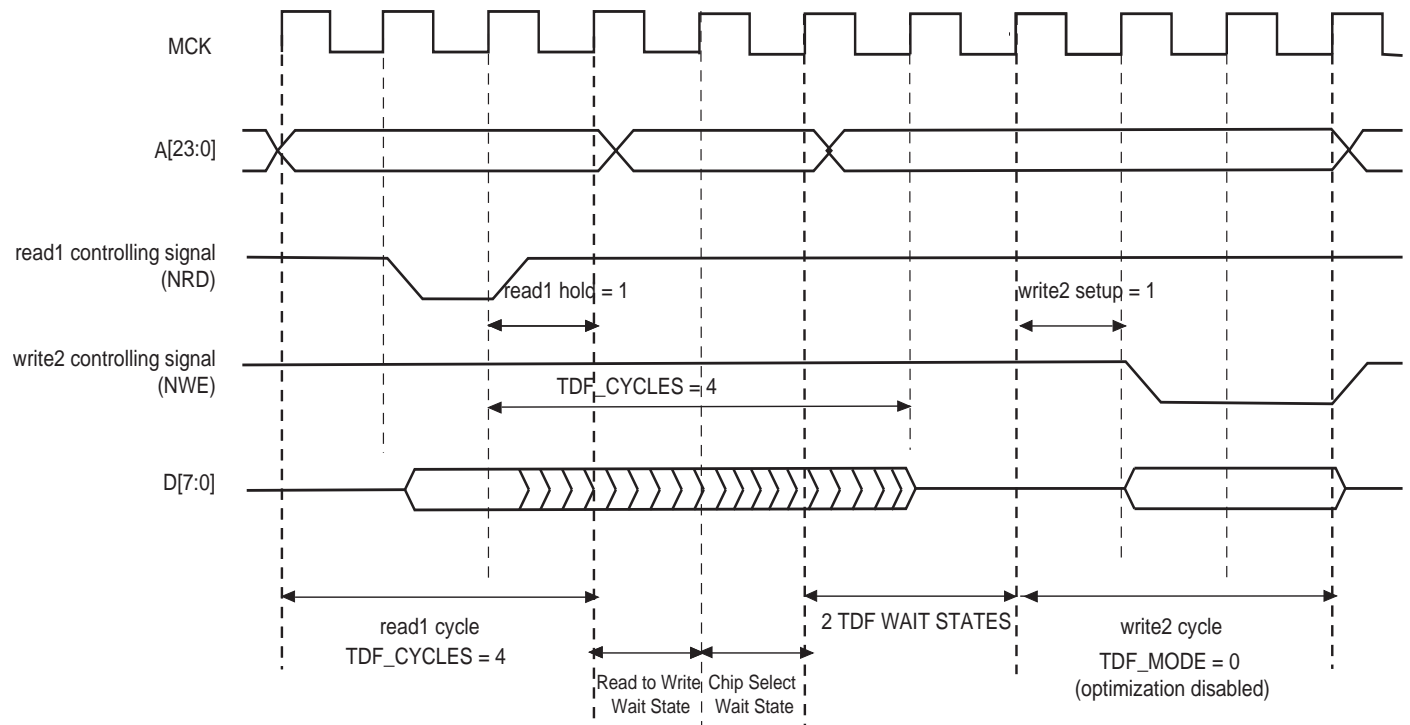 MCK
A[23:0]
read1 controlling signal
(NRD)
read1 hold = 1
write2 setup = 1
write2 controlling signal
(NWE)
TDF_CYCLES = 4
D[7:0]
read1 cycle
TDF_CYCLES = 4
2 TDF WAIT STATES
write2 cycle
TDF_MODE = 0
(optimization disabled)
Read to Write
Wait State
Chip Select
Wait State